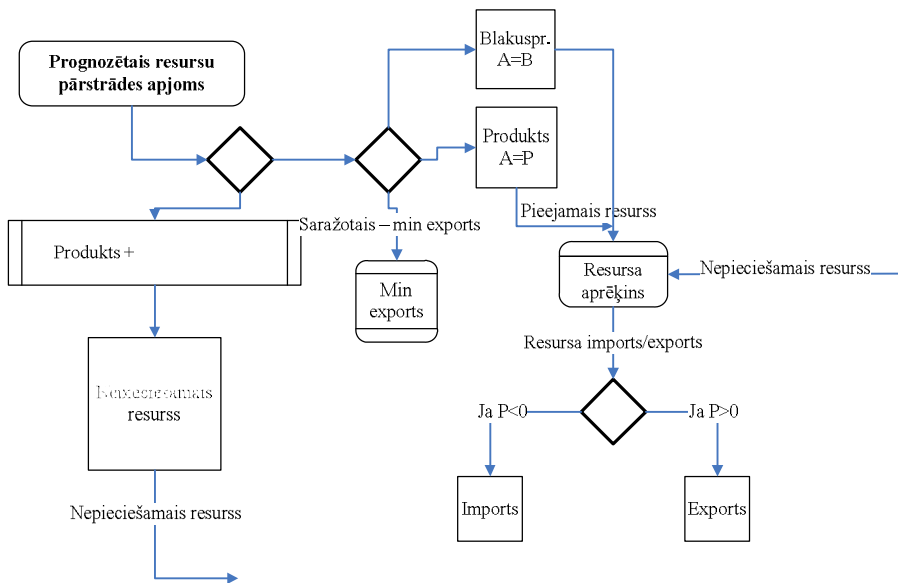 Prognozētais resursu
pārstrādes apjoms
Blakuspr.
A=B
Produkts
A=P
Pieejamais resurss
Saražotais – min exports
Produkts +
Min
exports
Resursa
aprēķins
Nepieciešamais resurss
Resursa imports/exports
resurss
Ja P<0
Ja P>0
Imports
Exports
Nepieciešamais resurss